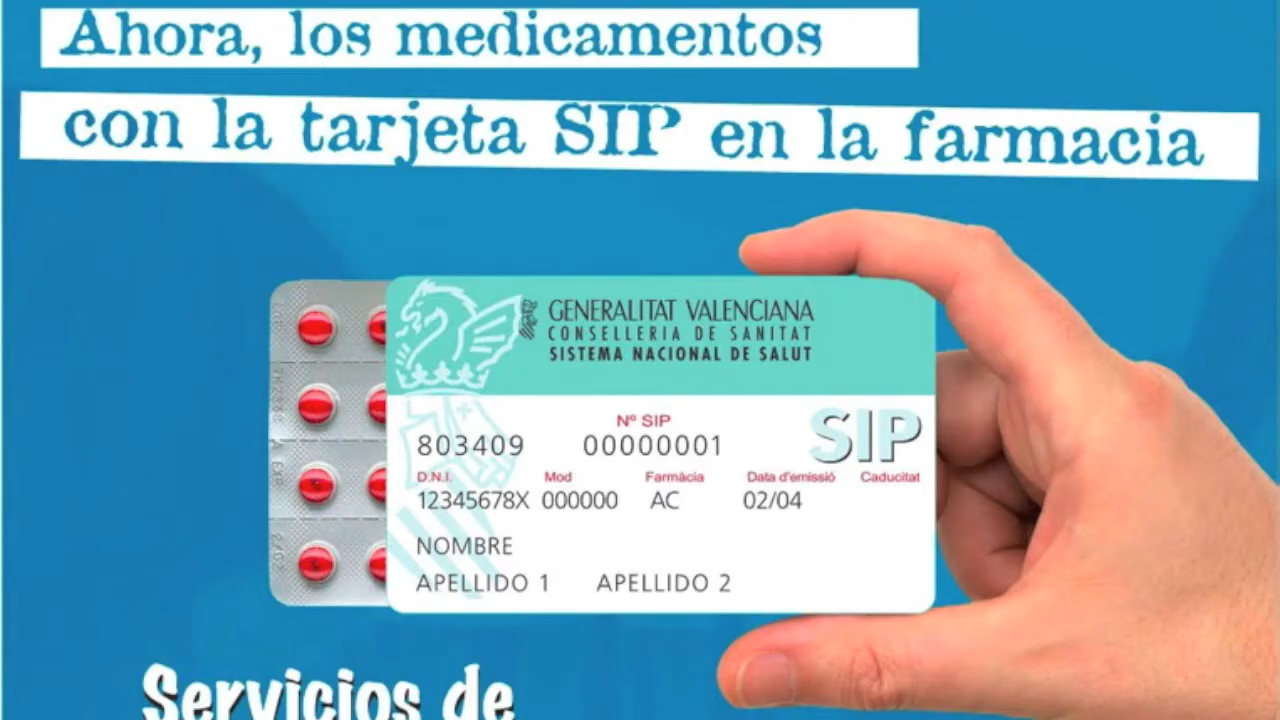 Ahora, los medicamentos
con la tarjeta SIP en la farmacia
GENERALITAT VALENCIANA
CONSELLERIA DE SANITAT
SISTEMA NACIONAL DE SALUT
Nº SIP
SIP
803409 00000001
D.N.I. Mod Farmàcia Data d'emissió Caducitat
12345678X 000000 AC 02/04
NOMBRE
APELLIDO 1 APELLIDO 2
Servicios de